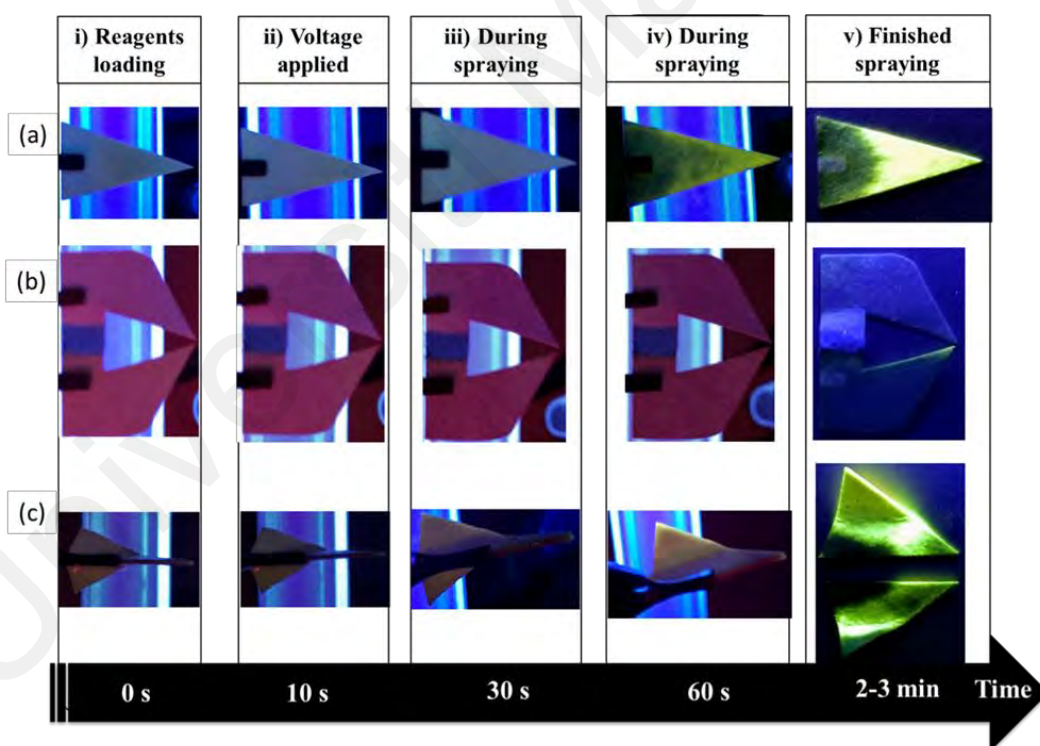 i) Reagents
loading
ii) Voltage
applied
iii) During
spraying
iv) During
spraying
v) Finished
spraying
(a)
(b)
(c)
0 s
10 s
30 s
60 s
2-3 min
Time